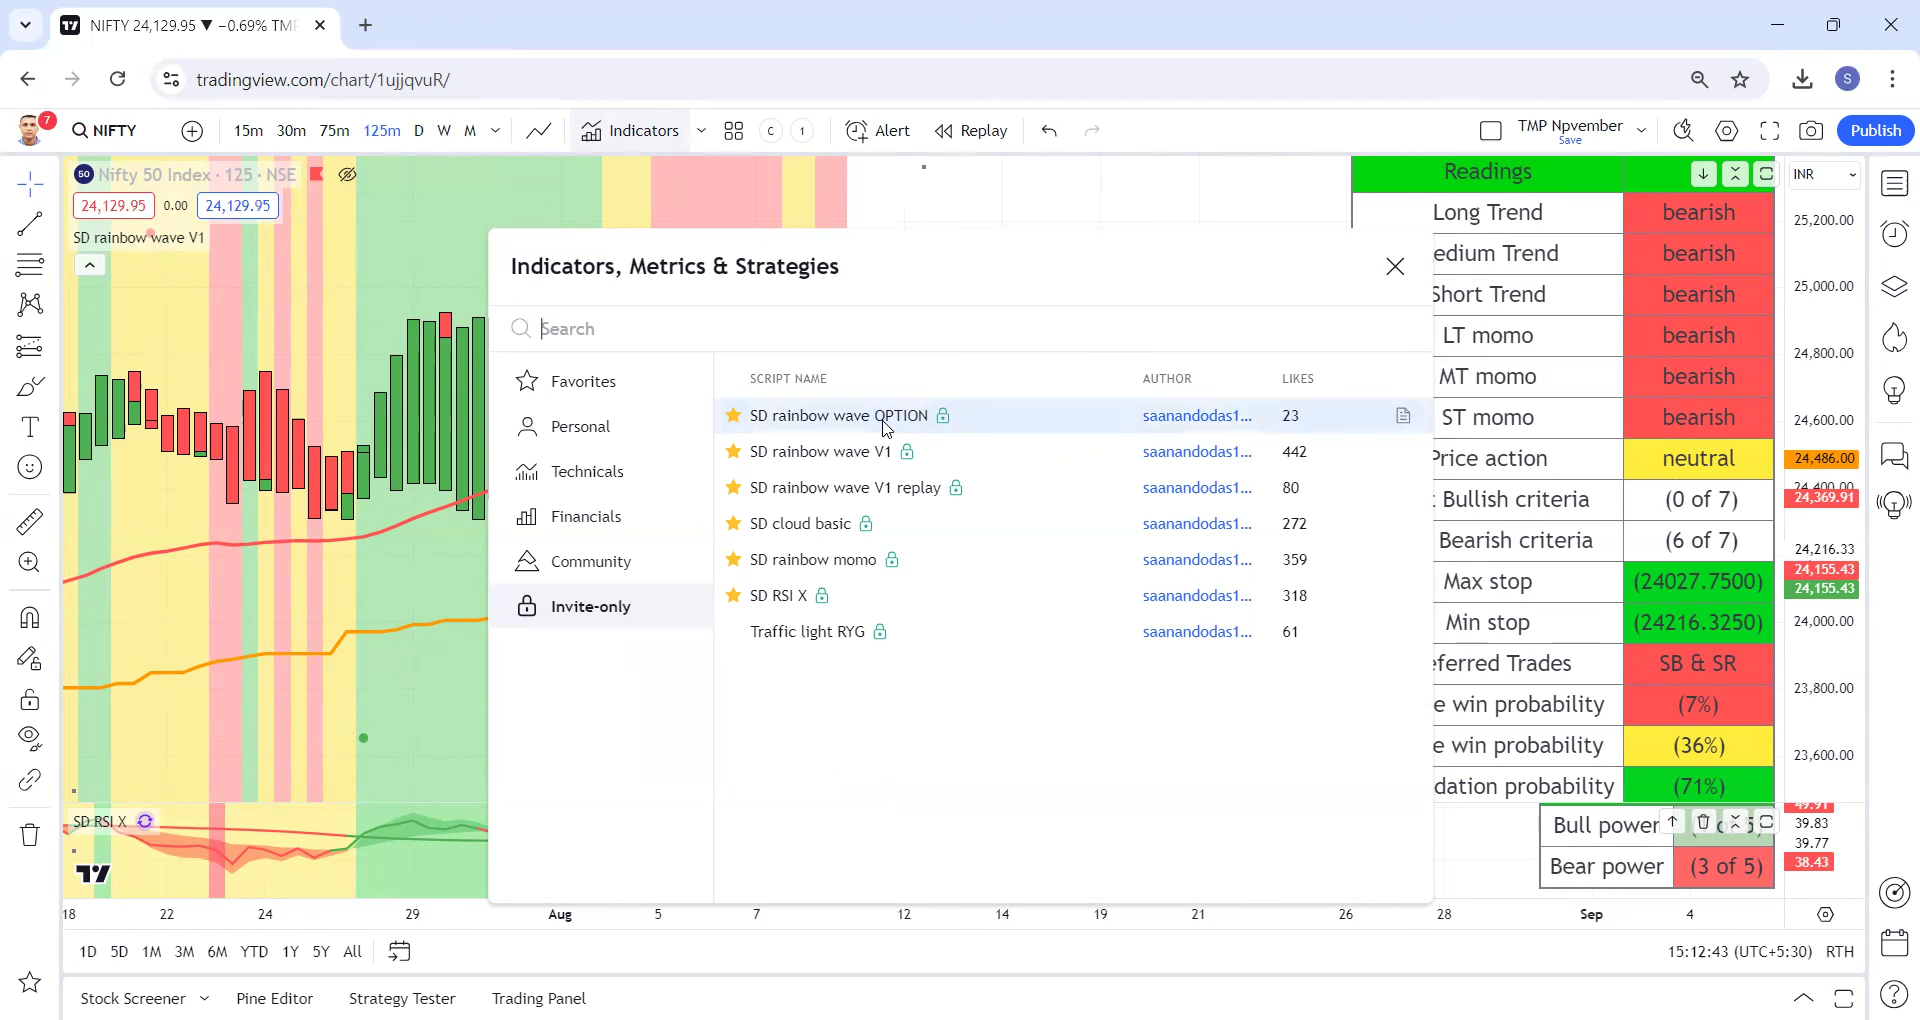 NIFTY 24,129.95 ▼ −0.69% TMP
tradingview.com/chart/1ujjqvuR/
S
7
NIFTY
15m 30m 75m 125m D W M
Indicators
C 1
Alert
Replay
TMP Npvember
Save
Publish
50 Nifty 50 Index · 125 · NSE
24,129.95 0.00 24,129.95
SD rainbow wave V1
Indicators, Metrics & Strategies
Search
Favorites
Personal
Technicals
Financials
Community
Invite-only
SCRIPT NAME AUTHOR LIKES
SD rainbow wave OPTION saanandodas1... 23
SD rainbow wave V1 saanandodas1... 442
SD rainbow wave V1 replay saanandodas1... 80
SD cloud basic saanandodas1... 272
SD rainbow momo saanandodas1... 359
SD RSI X saanandodas1... 318
Traffic light RYG saanandodas1... 61
Readings
Long Trend bearish
edium Trend bearish
Short Trend bearish
LT momo bearish
MT momo bearish
ST momo bearish
Price action neutral
: Bullish criteria (0 of 7)
Bearish criteria (6 of 7)
Max stop (24027.7500)
Min stop (24216.3250)
eferred Trades SB & SR
e win probability (7%)
e win probability (36%)
dation probability (71%)
INR
25,200.00
25,000.00
24,800.00
24,600.00
24,486.00
24,400.00
24,369.91
24,216.33
24,155.43
24,155.43
24,000.00
23,800.00
23,600.00
SD RSI X
Bull power
Bear power (3 of 5)
49.91
39.83
39.77
38.43
18 22 24 29 Aug 5 7 12 14 19 21 26 28 Sep 4
1D 5D 1M 3M 6M YTD 1Y 5Y All
15:12:43 (UTC+5:30) RTH
Stock Screener Pine Editor Strategy Tester Trading Panel